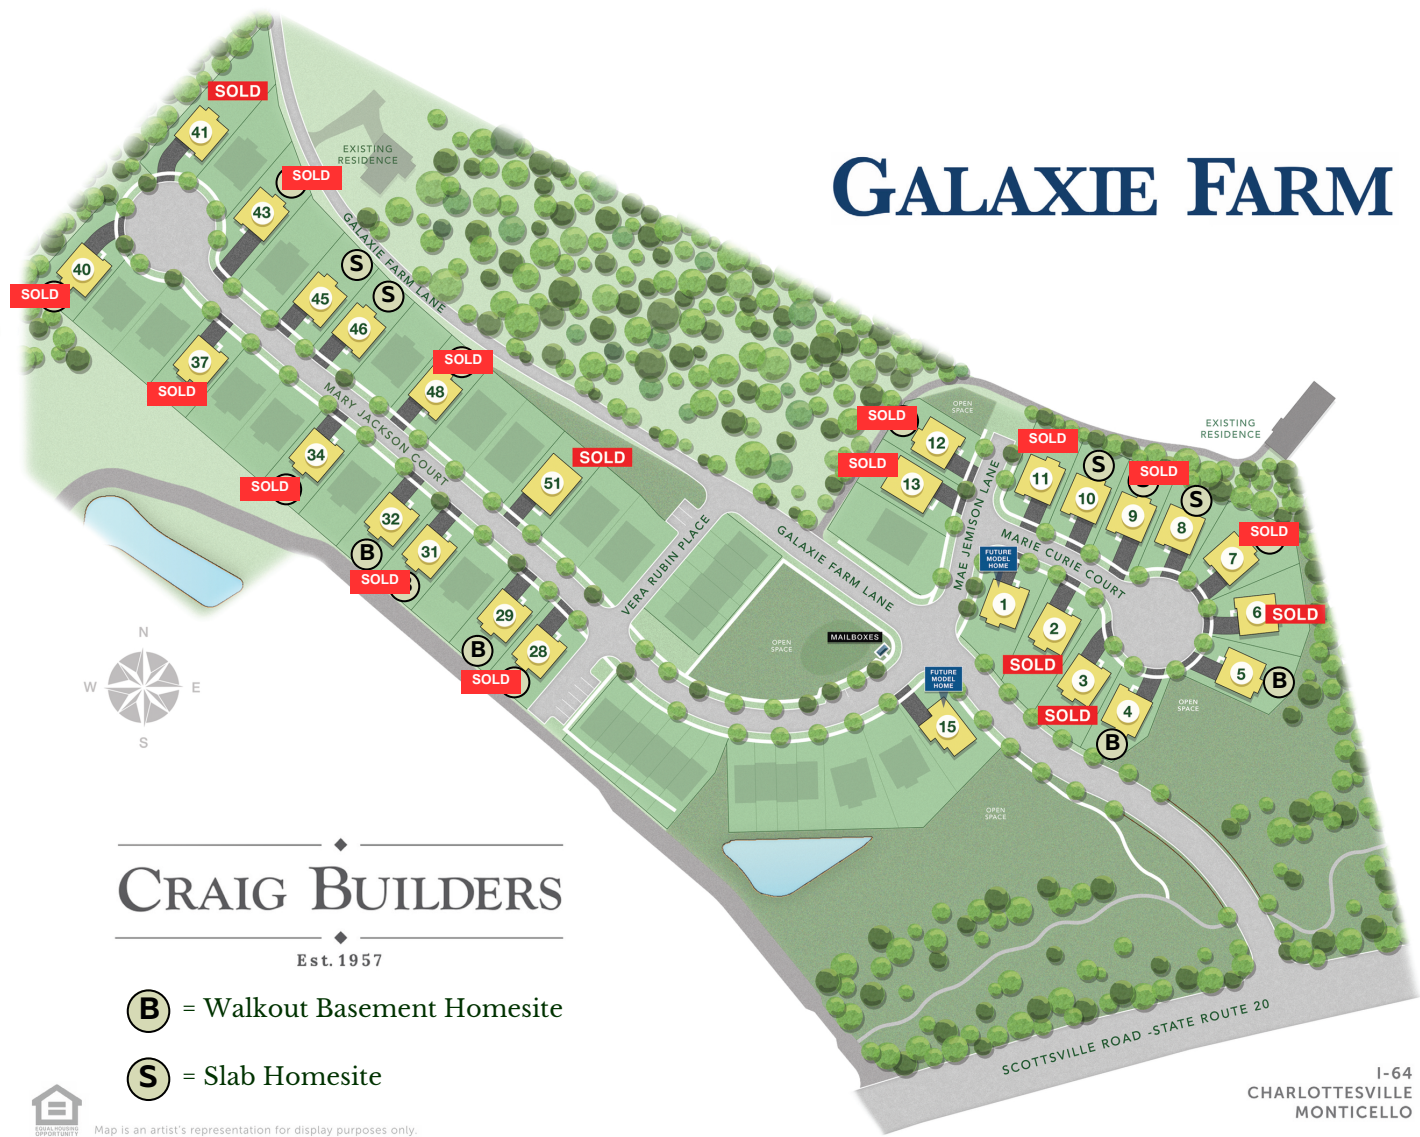 SOLD
41
EXISTING
RESIDENCE
GALAXIE FARM
SOLD
43
GALAXIE FARM LANE
40
SOLD
S
S
45
46
37
SOLD
SOLD
48
MARY JACKSON COURT
34
SOLD
SOLD
51
32
B
31
SOLD
29
B
28
SOLD
VERA RUBIN PLACE
GALAXIE FARM LANE
OPEN
SPACE
MAILBOXES
OPEN
SPACE
SOLD
12
SOLD
13
MAE JEMISON LANE
EXISTING
RESIDENCE
SOLD
11
S
10
SOLD
9
S
8
SOLD
7
MARIE CURIE COURT
FUTURE
MODEL
HOME
1
2
SOLD
3
SOLD
4
B
6
SOLD
5
B
OPEN
SPACE
FUTURE
MODEL
HOME
15
OPEN
SPACE
N
W
E
S
CRAIG BUILDERS
Est. 1957
B = Walkout Basement Homesite
S = Slab Homesite
EQUAL HOUSING
OPPORTUNITY
Map is an artist's representation for display purposes only.
SCOTTSVILLE ROAD -STATE ROUTE 20
I-64
CHARLOTTESVILLE
MONTICELLO